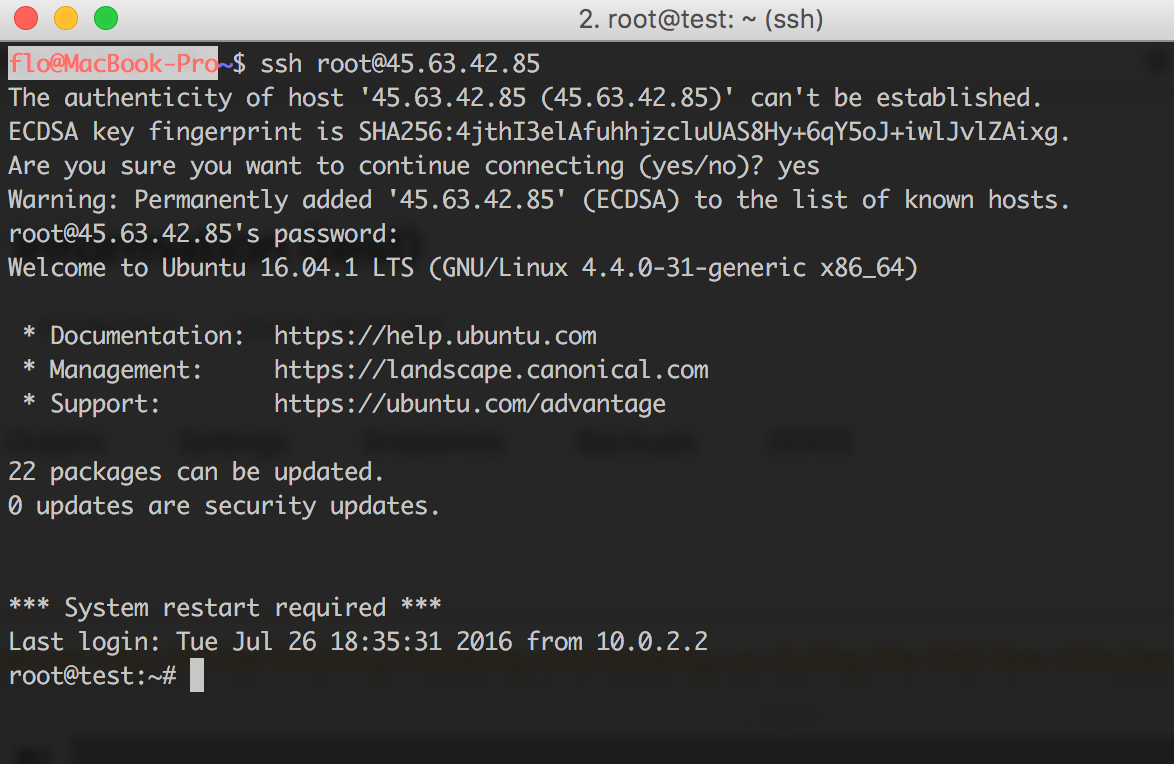 2. root@test: ~ (ssh)
flo@MacBook-Pro~$ ssh root@45.63.42.85
The authenticity of host '45.63.42.85 (45.63.42.85)' can't be established.
ECDSA key fingerprint is SHA256:4jthI3elAfuhhjzcluUAS8Hy+6qY5oJ+iwlJvlZAixg.
Are you sure you want to continue connecting (yes/no)? yes
Warning: Permanently added '45.63.42.85' (ECDSA) to the list of known hosts.
root@45.63.42.85's password:
Welcome to Ubuntu 16.04.1 LTS (GNU/Linux 4.4.0-31-generic x86_64)
 * Documentation:  https://help.ubuntu.com
 * Management:     https://landscape.canonical.com
 * Support:        https://ubuntu.com/advantage
Graphs Settings Snapshots Backups DDOS
22 packages can be updated.
0 updates are security updates.
*** System restart required ***
Last login: Tue Jul 26 18:35:31 2016 from 10.0.2.2
root@test:~#